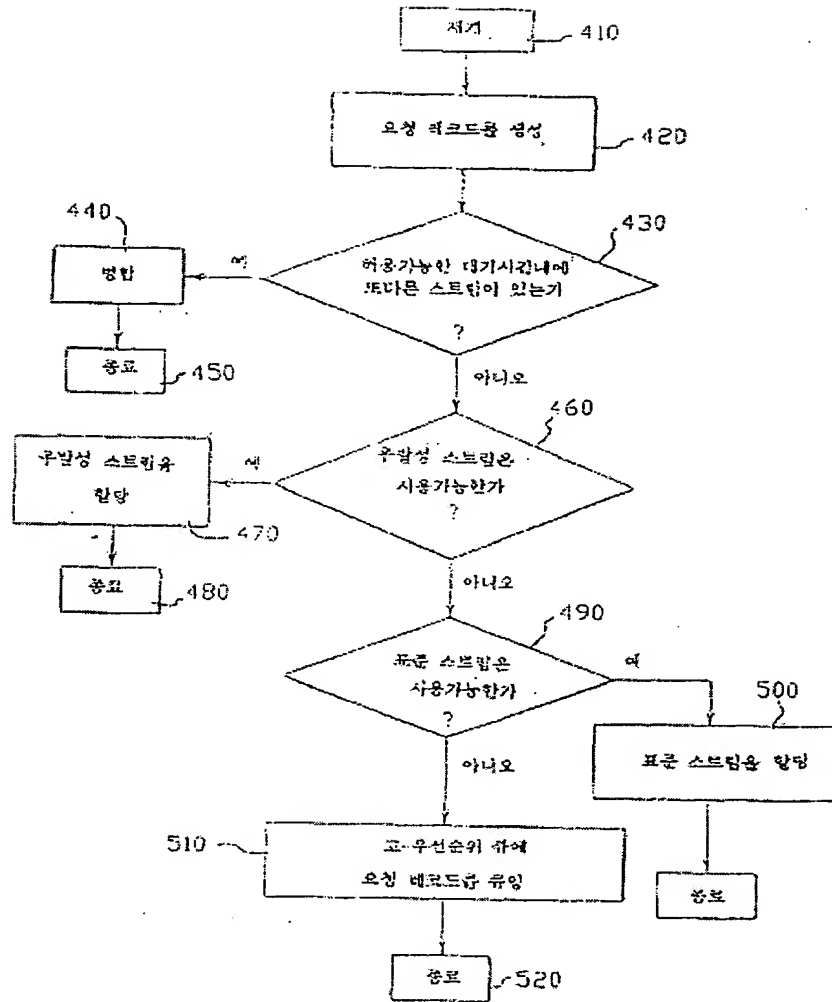 재개
410
요청 레코드를 생성
420
430
허용가능한 대기시간내에
또다른 스트림이 있는가
?
예
440
병합
종료
450
아니오
460
우발성 스트림은
사용가능한가
?
예
우발성 스트림을
할당
470
종료
480
아니오
490
표준 스트림은
사용가능한가
?
예
500
표준 스트림을 할당
종료
아니오
510
고-우선순위 큐에
요청 레코드를 큐잉
종료
520